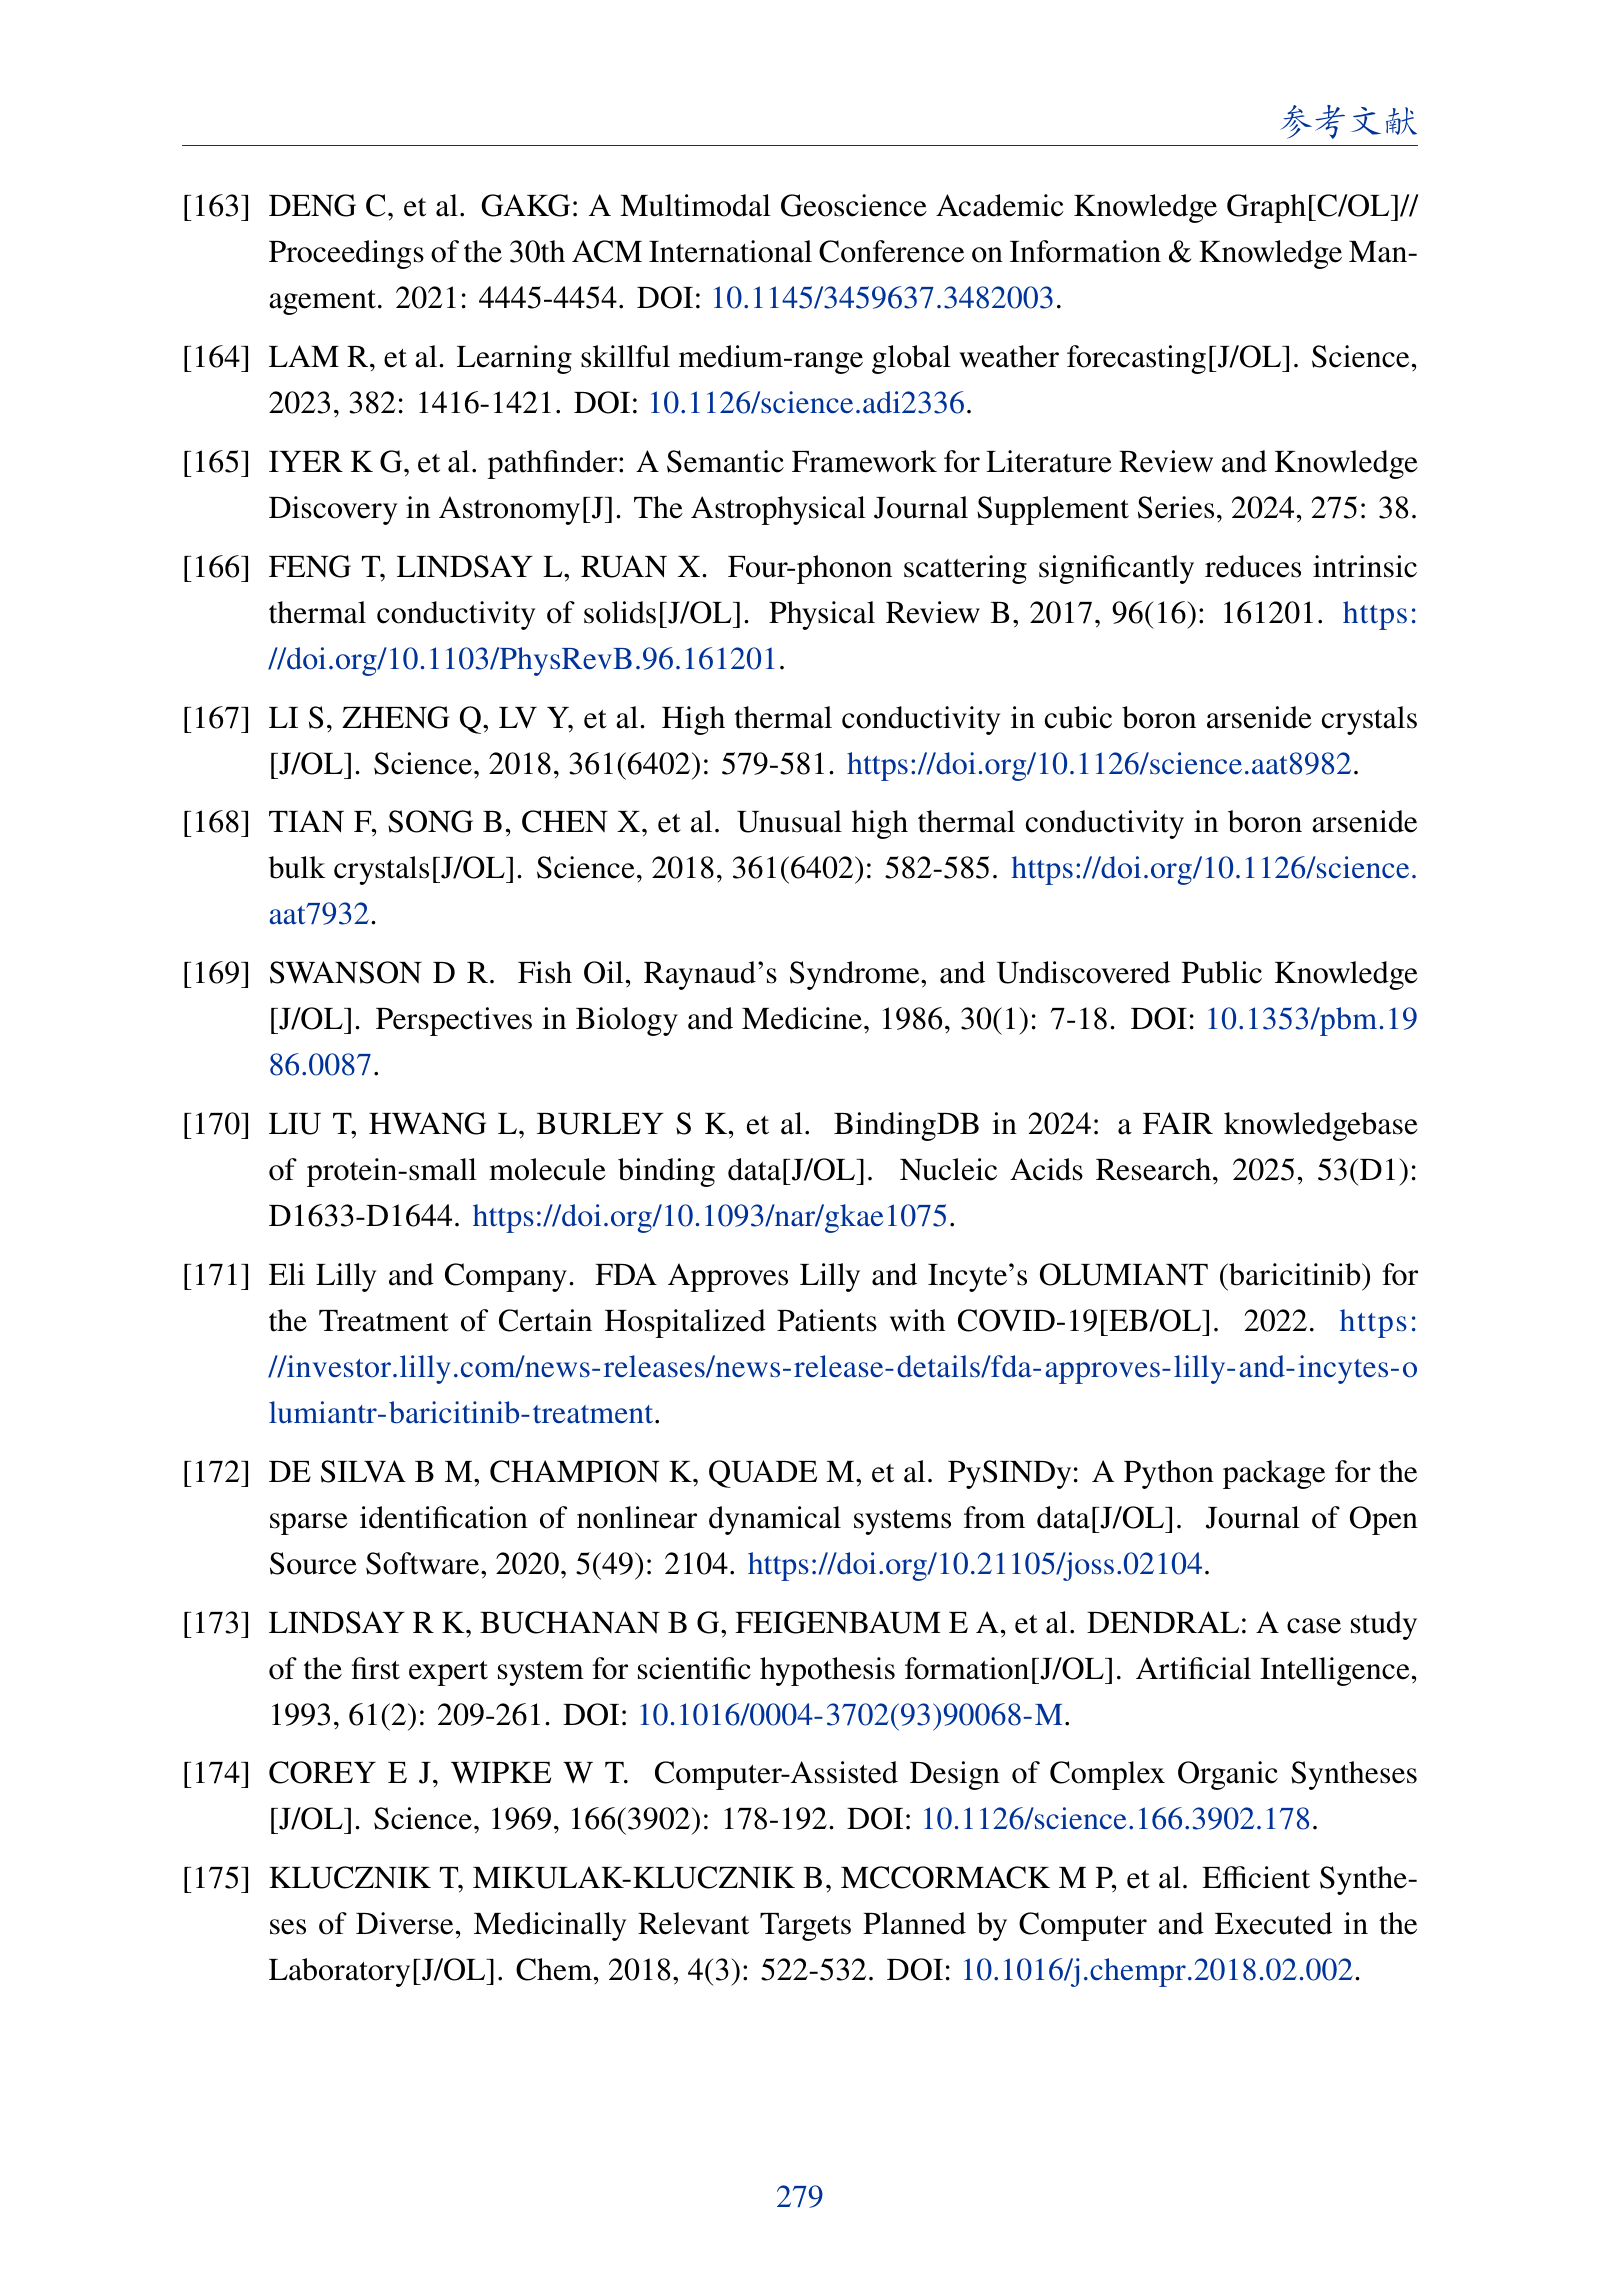 参考文献
[163] DENG C, et al. GAKG: A Multimodal Geoscience Academic Knowledge Graph[C/OL]//
Proceedings of the 30th ACM International Conference on Information & Knowledge Man-
agement. 2021: 4445-4454. DOI: 10.1145/3459637.3482003.
[164] LAM R, et al. Learning skillful medium-range global weather forecasting[J/OL]. Science,
2023, 382: 1416-1421. DOI: 10.1126/science.adi2336.
[165] IYER K G, et al. pathfinder: A Semantic Framework for Literature Review and Knowledge
Discovery in Astronomy[J]. The Astrophysical Journal Supplement Series, 2024, 275: 38.
[166] FENG T, LINDSAY L, RUAN X. Four-phonon scattering significantly reduces intrinsic
thermal conductivity of solids[J/OL]. Physical Review B, 2017, 96(16): 161201. https:
//doi.org/10.1103/PhysRevB.96.161201.
[167] LI S, ZHENG Q, LV Y, et al. High thermal conductivity in cubic boron arsenide crystals
[J/OL]. Science, 2018, 361(6402): 579-581. https://doi.org/10.1126/science.aat8982.
[168] TIAN F, SONG B, CHEN X, et al. Unusual high thermal conductivity in boron arsenide
bulk crystals[J/OL]. Science, 2018, 361(6402): 582-585. https://doi.org/10.1126/science.
aat7932.
[169] SWANSON D R. Fish Oil, Raynaud's Syndrome, and Undiscovered Public Knowledge
[J/OL]. Perspectives in Biology and Medicine, 1986, 30(1): 7-18. DOI: 10.1353/pbm.19
86.0087.
[170] LIU T, HWANG L, BURLEY S K, et al. BindingDB in 2024: a FAIR knowledgebase
of protein-small molecule binding data[J/OL]. Nucleic Acids Research, 2025, 53(D1):
D1633-D1644. https://doi.org/10.1093/nar/gkae1075.
[171] Eli Lilly and Company. FDA Approves Lilly and Incyte's OLUMIANT (baricitinib) for
the Treatment of Certain Hospitalized Patients with COVID-19[EB/OL]. 2022. https:
//investor.lilly.com/news-releases/news-release-details/fda-approves-lilly-and-incytes-o
lumiantr-baricitinib-treatment.
[172] DE SILVA B M, CHAMPION K, QUADE M, et al. PySINDy: A Python package for the
sparse identification of nonlinear dynamical systems from data[J/OL]. Journal of Open
Source Software, 2020, 5(49): 2104. https://doi.org/10.21105/joss.02104.
[173] LINDSAY R K, BUCHANAN B G, FEIGENBAUM E A, et al. DENDRAL: A case study
of the first expert system for scientific hypothesis formation[J/OL]. Artificial Intelligence,
1993, 61(2): 209-261. DOI: 10.1016/0004-3702(93)90068-M.
[174] COREY E J, WIPKE W T. Computer-Assisted Design of Complex Organic Syntheses
[J/OL]. Science, 1969, 166(3902): 178-192. DOI: 10.1126/science.166.3902.178.
[175] KLUCZNIK T, MIKULAK-KLUCZNIK B, MCCORMACK M P, et al. Efficient Synthe-
ses of Diverse, Medicinally Relevant Targets Planned by Computer and Executed in the
Laboratory[J/OL]. Chem, 2018, 4(3): 522-532. DOI: 10.1016/j.chempr.2018.02.002.
279